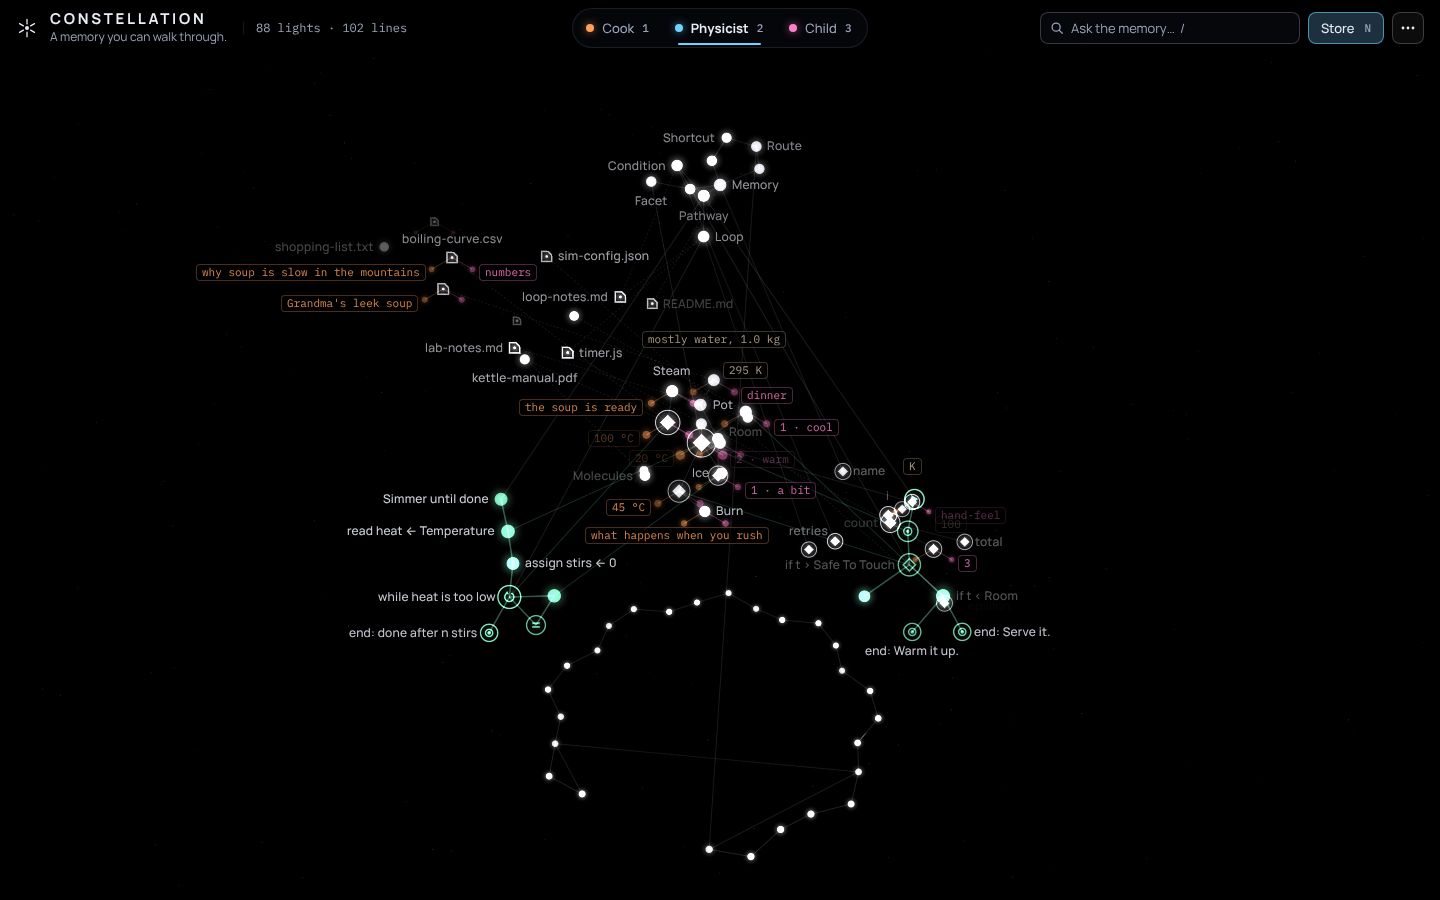 CONSTELLATION
A memory you can walk through.
88 lights · 102 lines
Cook 1
Physicist 2
Child 3
Ask the memory… /
Store N
Shortcut
Route
Condition
Memory
Facet
Pathway
Loop
boiling-curve.csv
shopping-list.txt
sim-config.json
why soup is slow in the mountains
numbers
loop-notes.md
Grandma's leek soup
README.md
mostly water, 1.0 kg
lab-notes.md
timer.js
Steam
295 K
kettle-manual.pdf
dinner
the soup is ready
Pot
1 · cool
Room
100 °C
20 °C
2 · warm
K
name
Molecules
Ice
1 · a bit
Simmer until done
45 °C
Burn
hand-feel
count
100
read heat ← Temperature
what happens when you rush
retries
total
assign stirs ← 0
if t > Safe To Touch
3
while heat is too low
if t < Room
end: done after n stirs
end: Serve it.
end: Warm it up.